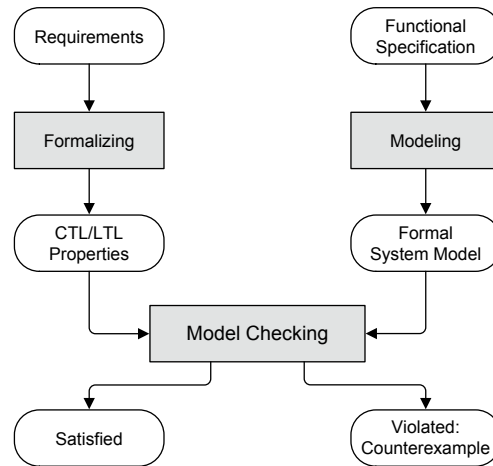 Requirements
Functional
Specification
Formalizing
Modeling
CTL/LTL
Properties
Formal
System Model
Model Checking
Satisfied
Violated:
Counterexample